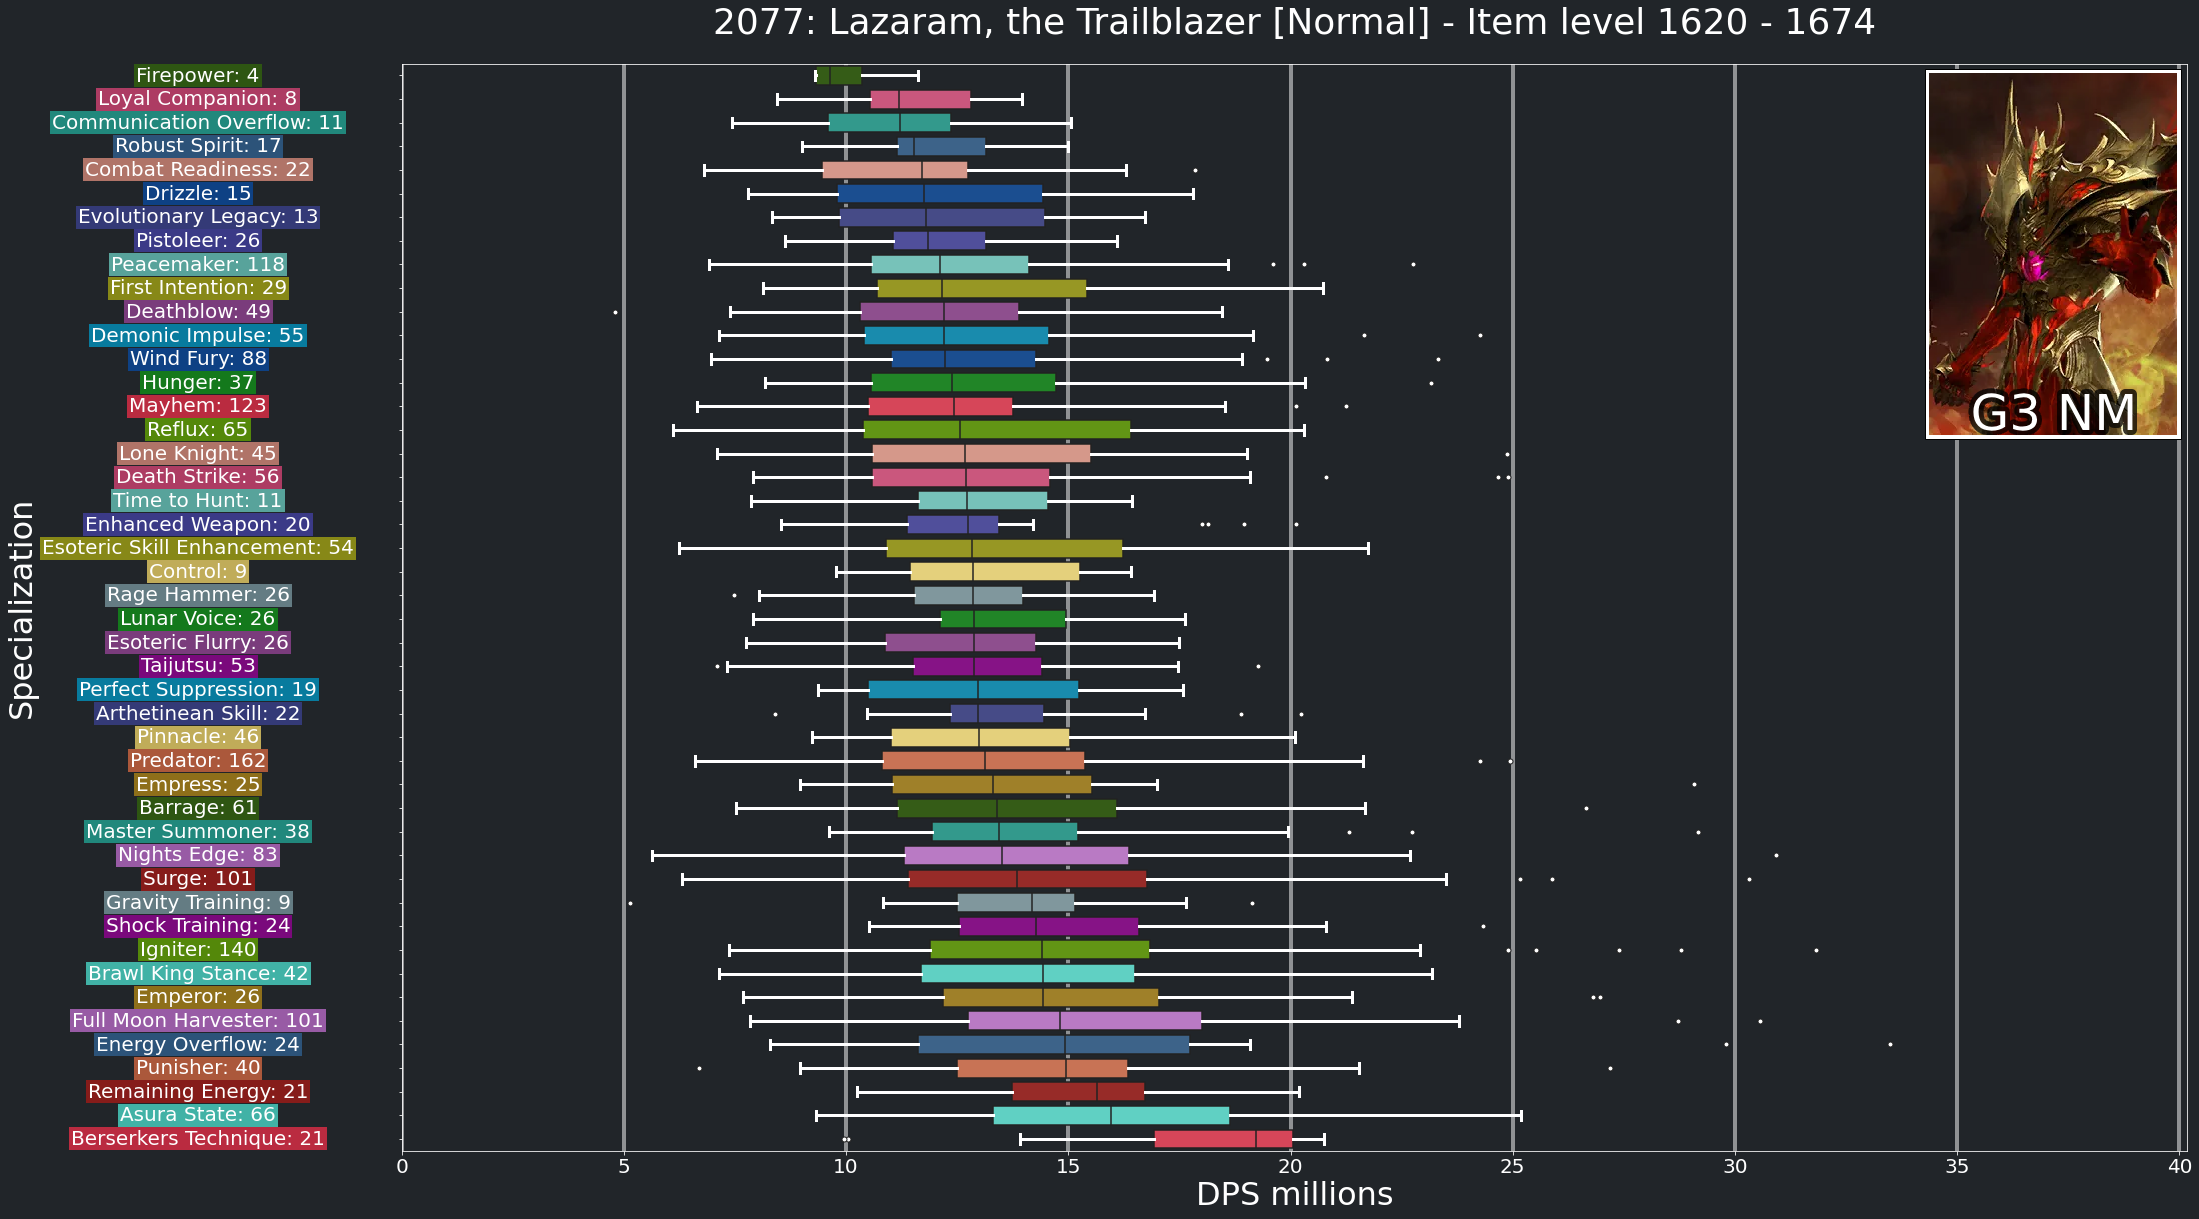 2077: Lazaram, the Trailblazer [Normal] - Item level 1620 - 1674
Firepower: 4
Loyal Companion: 8
Communication Overflow: 11
Robust Spirit: 17
Combat Readiness: 22
Drizzle: 15
Evolutionary Legacy: 13
Pistoleer: 26
Peacemaker: 118
First Intention: 29
Deathblow: 49
Demonic Impulse: 55
Wind Fury: 88
Hunger: 37
Mayhem: 123
Reflux: 65
Lone Knight: 45
Death Strike: 56
Time to Hunt: 11
Enhanced Weapon: 20
Esoteric Skill Enhancement: 54
Control: 9
Rage Hammer: 26
Lunar Voice: 26
Esoteric Flurry: 26
Taijutsu: 53
Perfect Suppression: 19
Arthetinean Skill: 22
Pinnacle: 46
Predator: 162
Empress: 25
Barrage: 61
Master Summoner: 38
Nights Edge: 83
Surge: 101
Gravity Training: 9
Shock Training: 24
Igniter: 140
Brawl King Stance: 42
Emperor: 26
Full Moon Harvester: 101
Energy Overflow: 24
Punisher: 40
Remaining Energy: 21
Asura State: 66
Berserkers Technique: 21
Specialization
G3 NM
0 5 10 15 20 25 30 35 40
DPS millions